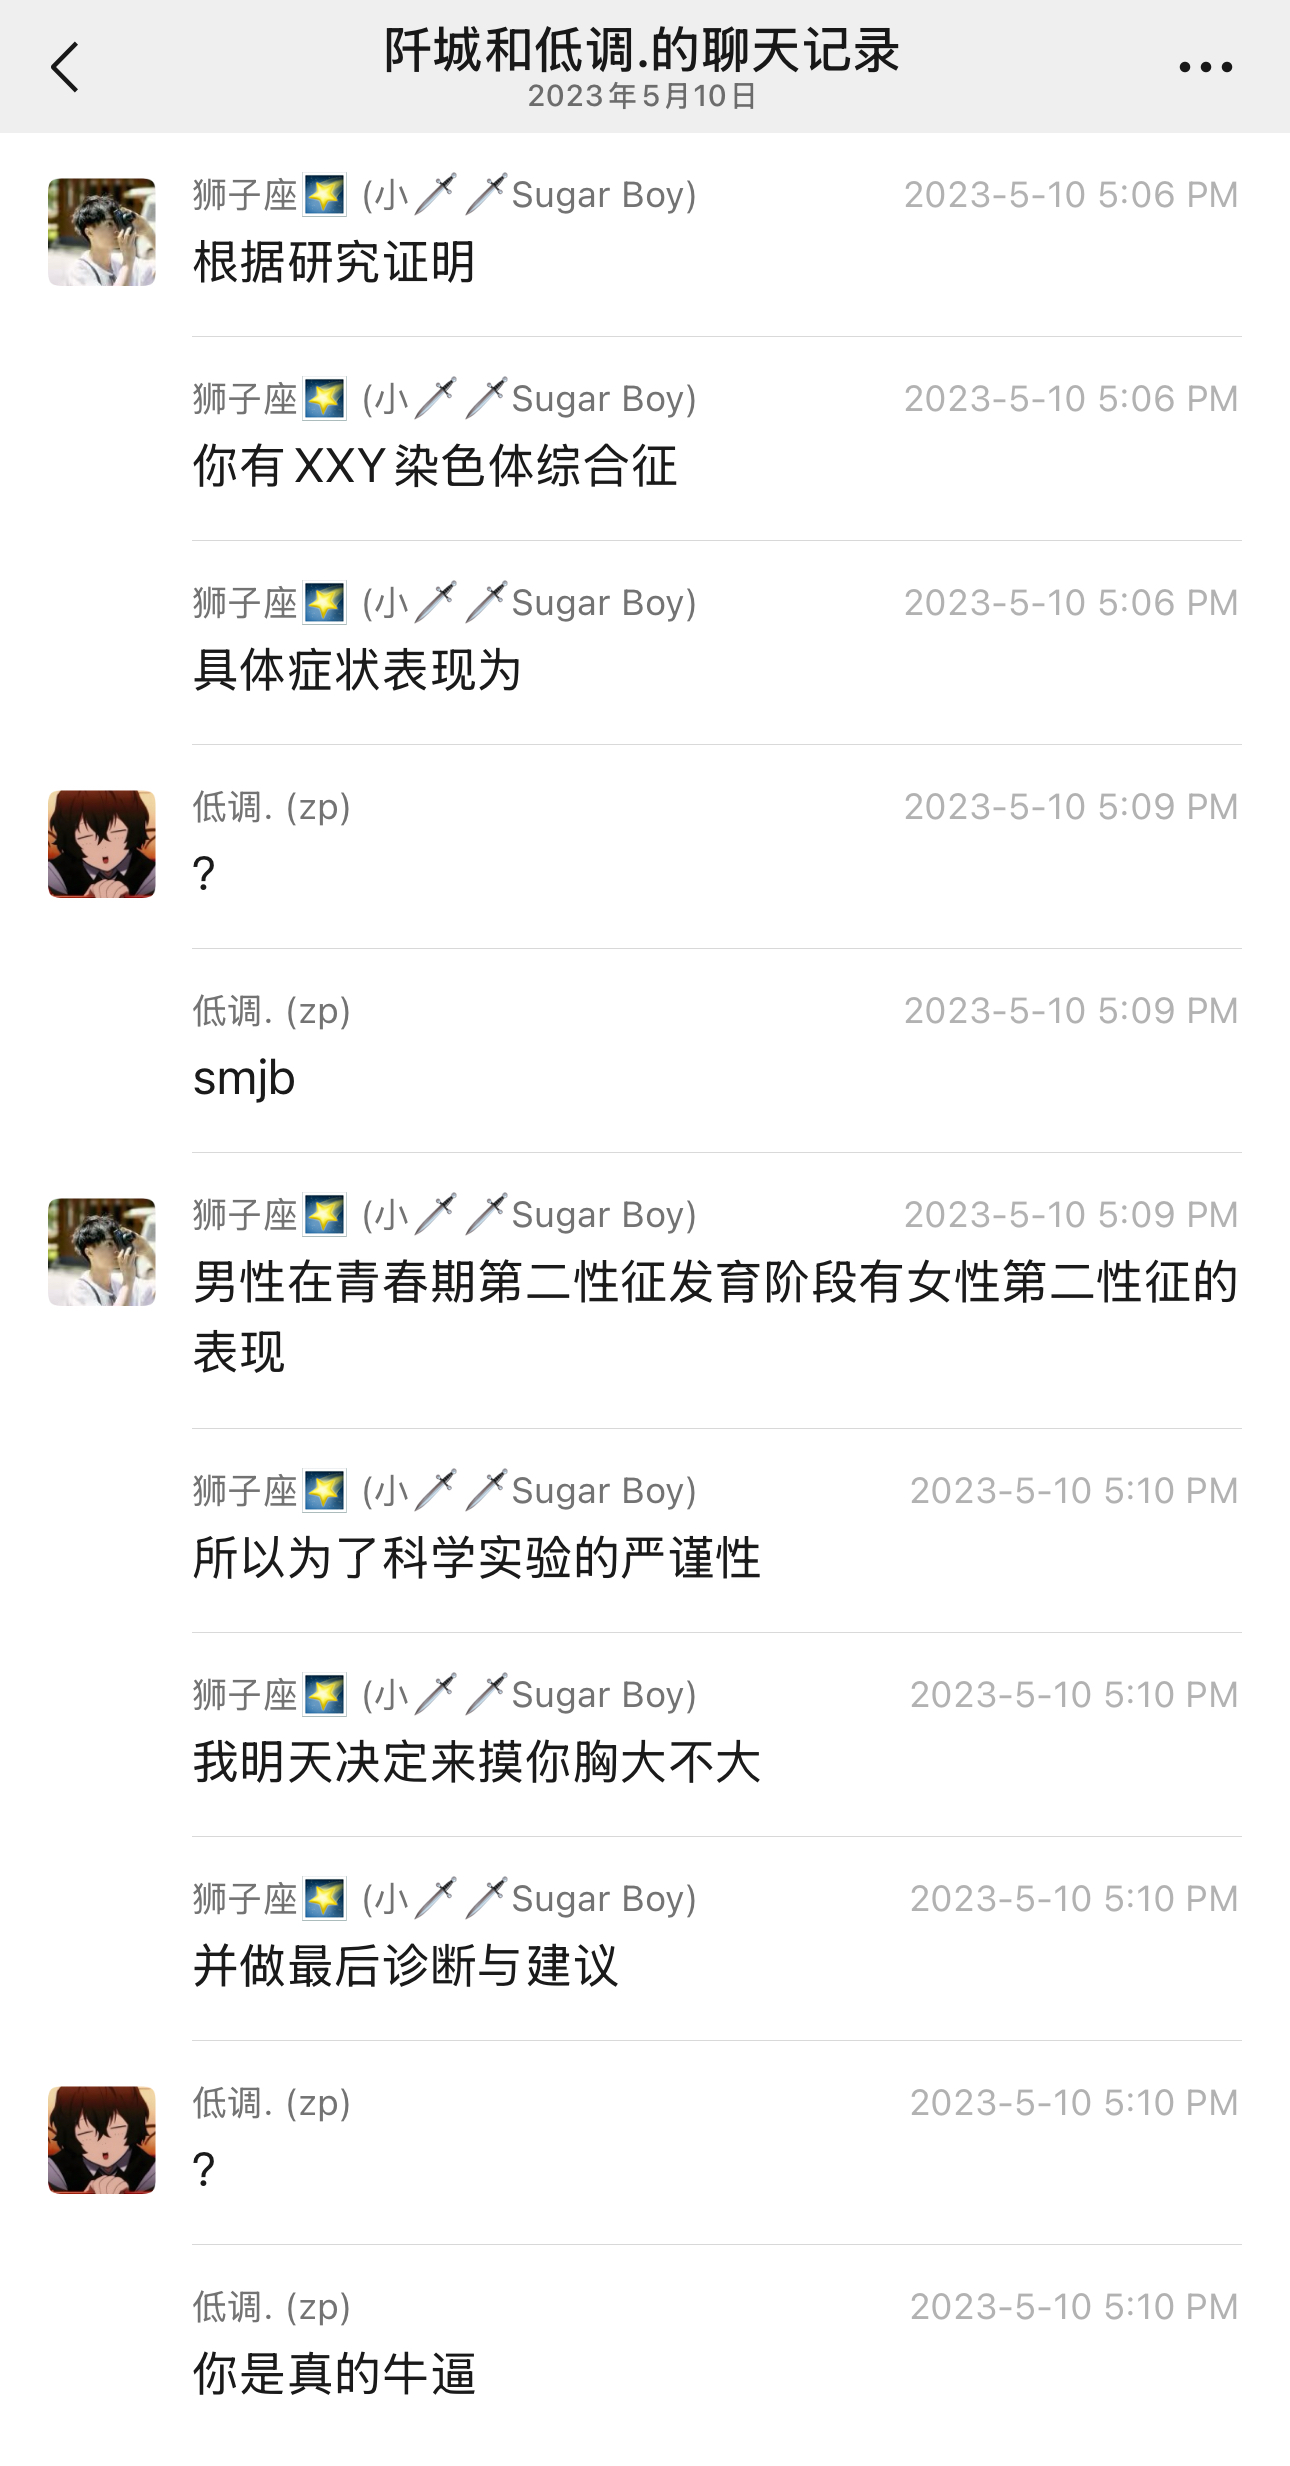 阡城和低调.的聊天记录
2023年5月10日
狮子座🌠 (小🗡🗡Sugar Boy) 2023-5-10 5:06 PM
根据研究证明
狮子座🌠 (小🗡🗡Sugar Boy) 2023-5-10 5:06 PM
你有XXY染色体综合征
狮子座🌠 (小🗡🗡Sugar Boy) 2023-5-10 5:06 PM
具体症状表现为
低调. (zp) 2023-5-10 5:09 PM
?
低调. (zp) 2023-5-10 5:09 PM
smjb
狮子座🌠 (小🗡🗡Sugar Boy) 2023-5-10 5:09 PM
男性在青春期第二性征发育阶段有女性第二性征的
表现
狮子座🌠 (小🗡🗡Sugar Boy) 2023-5-10 5:10 PM
所以为了科学实验的严谨性
狮子座🌠 (小🗡🗡Sugar Boy) 2023-5-10 5:10 PM
我明天决定来摸你胸大不大
狮子座🌠 (小🗡🗡Sugar Boy) 2023-5-10 5:10 PM
并做最后诊断与建议
低调. (zp) 2023-5-10 5:10 PM
?
低调. (zp) 2023-5-10 5:10 PM
你是真的牛逼